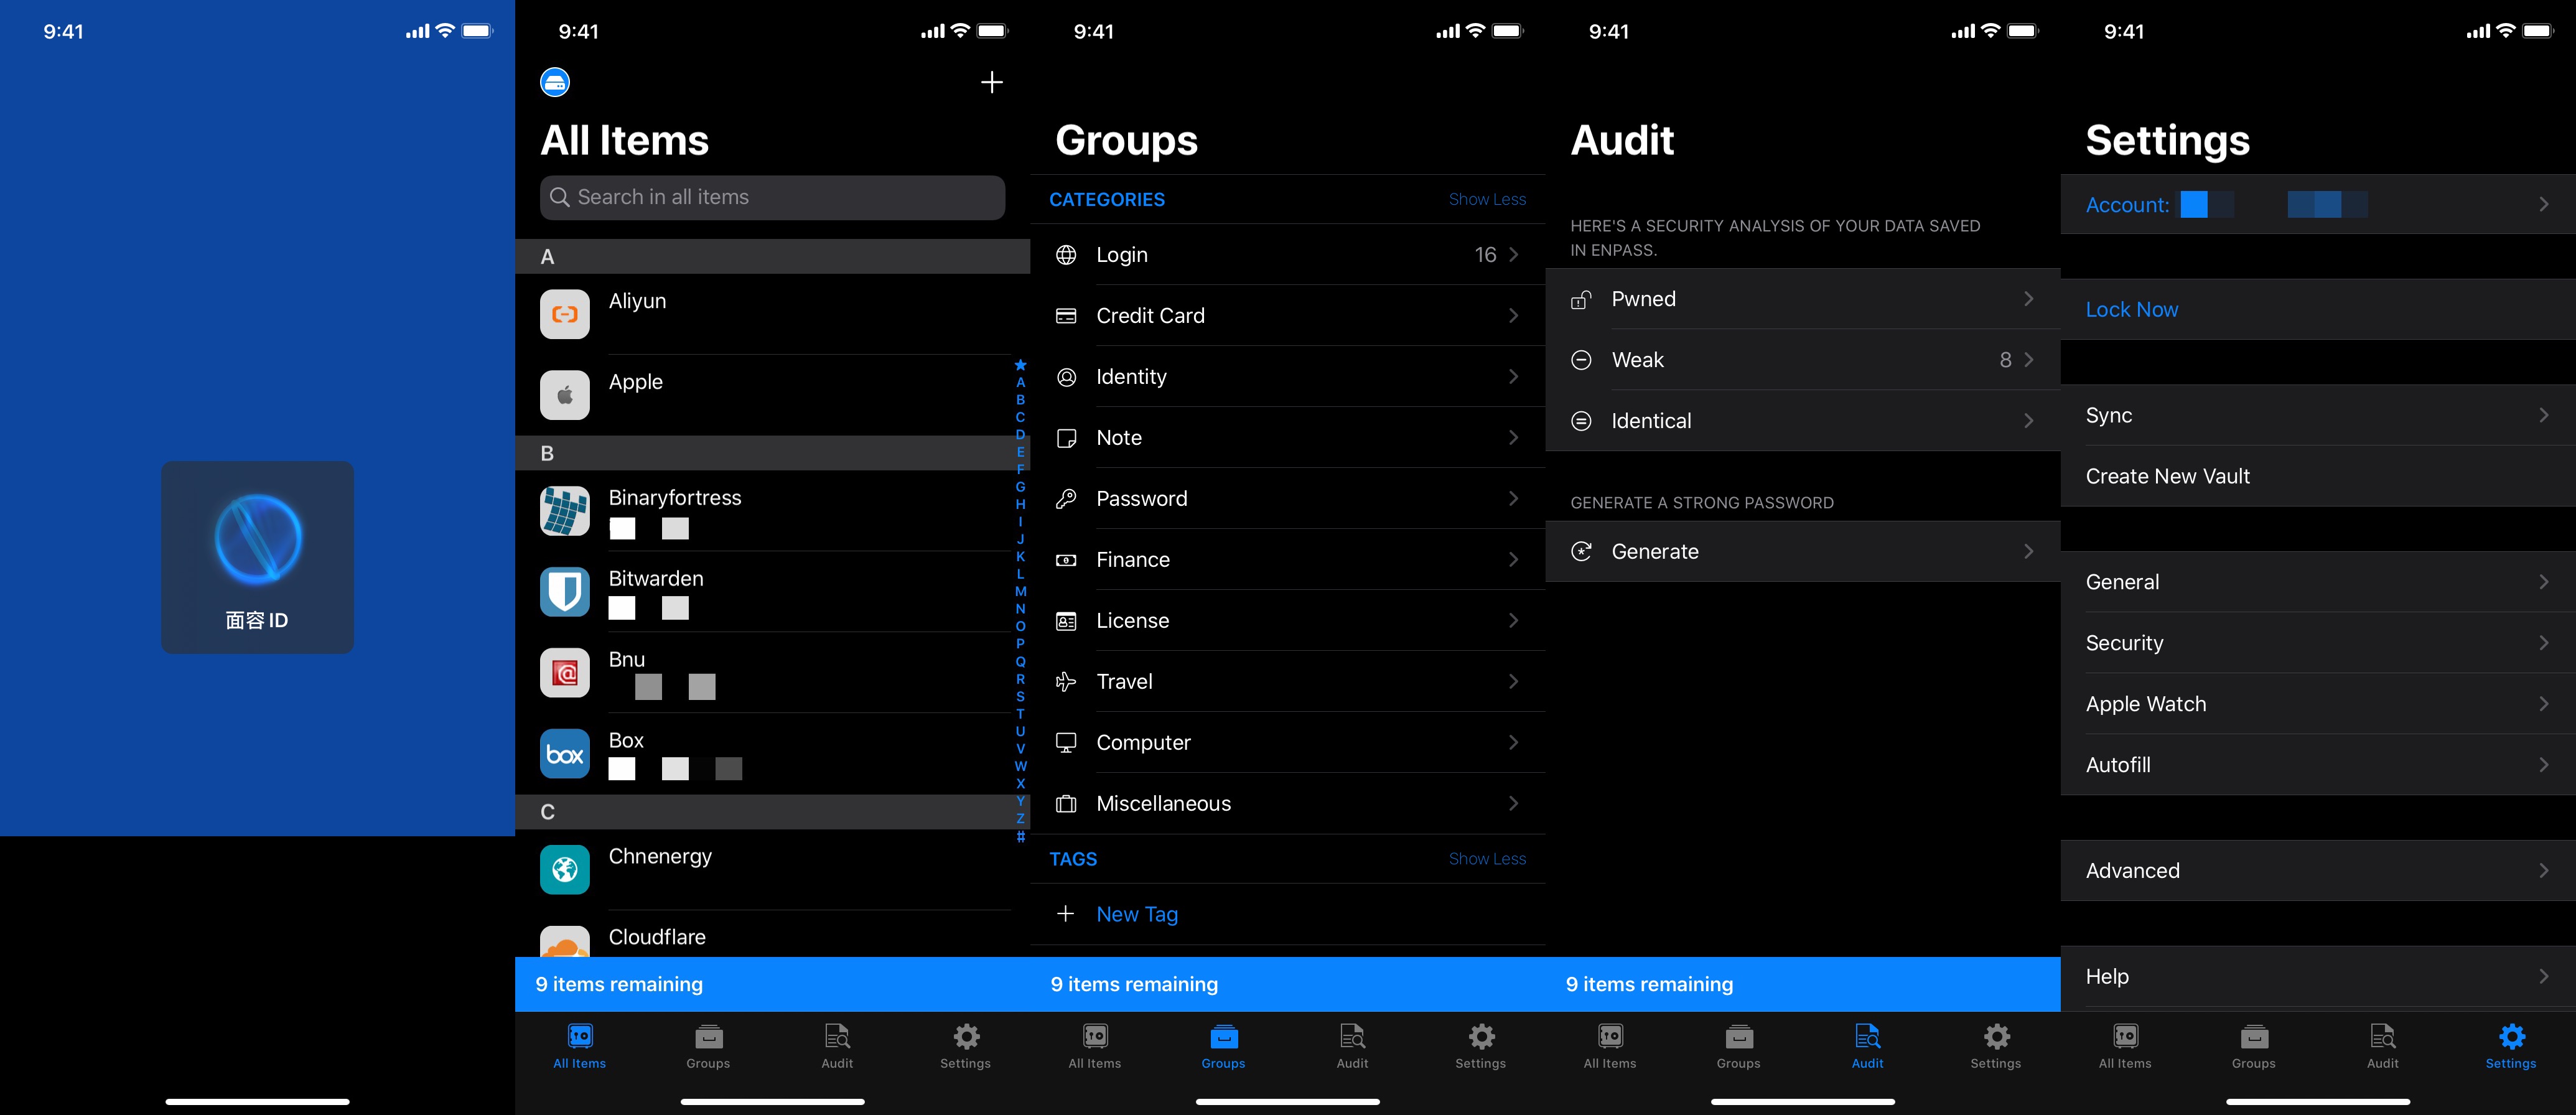 9:41
面容 ID
9:41
All Items
Search in all items
A
Aliyun
Apple
B
Binaryfortress
Bitwarden
Bnu
box
Box
C
Chnenergy
Cloudflare
A
B
C
D
E
F
G
H
I
J
K
L
M
N
O
P
Q
R
S
T
U
V
W
X
Y
Z
#
9 items remaining
All Items
Groups
Audit
Settings
9:41
Groups
CATEGORIES
Show Less
Login
16
Credit Card
Identity
Note
Password
Finance
License
Travel
Computer
Miscellaneous
TAGS
Show Less
New Tag
9 items remaining
All Items
Groups
Audit
Settings
9:41
Audit
HERE'S A SECURITY ANALYSIS OF YOUR DATA SAVED
IN ENPASS.
Pwned
Weak
8
Identical
GENERATE A STRONG PASSWORD
Generate
9 items remaining
All Items
Groups
Audit
Settings
9:41
Settings
Account:
Lock Now
Sync
Create New Vault
General
Security
Apple Watch
Autofill
Advanced
Help
All Items
Groups
Audit
Settings